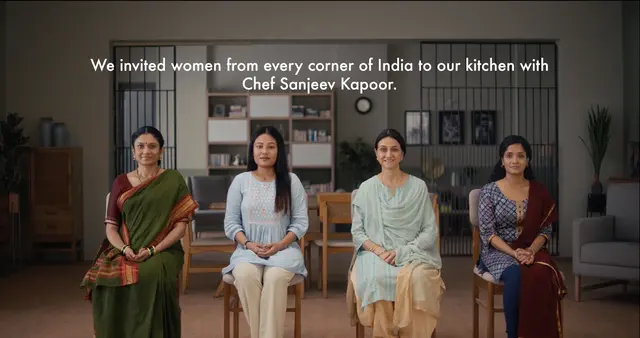 We invited women from every corner of India to our kitchen with
Chef Sanjeev Kapoor.